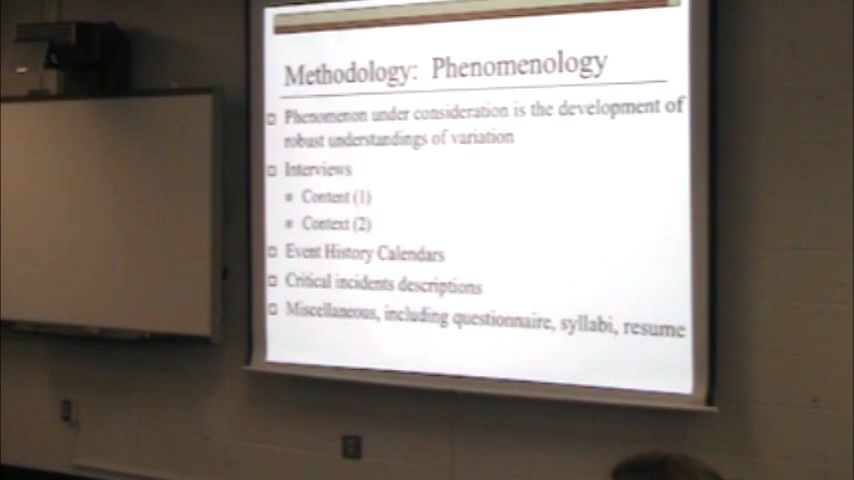 Methodology: Phenomenology
Phenomenon under consideration is the development of
robust understandings of variation
Interviews
Content (1)
Context (2)
Event History Calendars
Critical incidents descriptions
Miscellaneous, including questionnaire, syllabi, resume